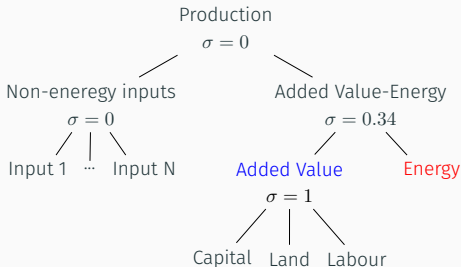 Production
σ = 0
Non-eneregy inputs
Added Value-Energy
σ = 0
σ = 0.34
Input 1 ... Input N
Added Value
Energy
σ = 1
Capital
Land
Labour